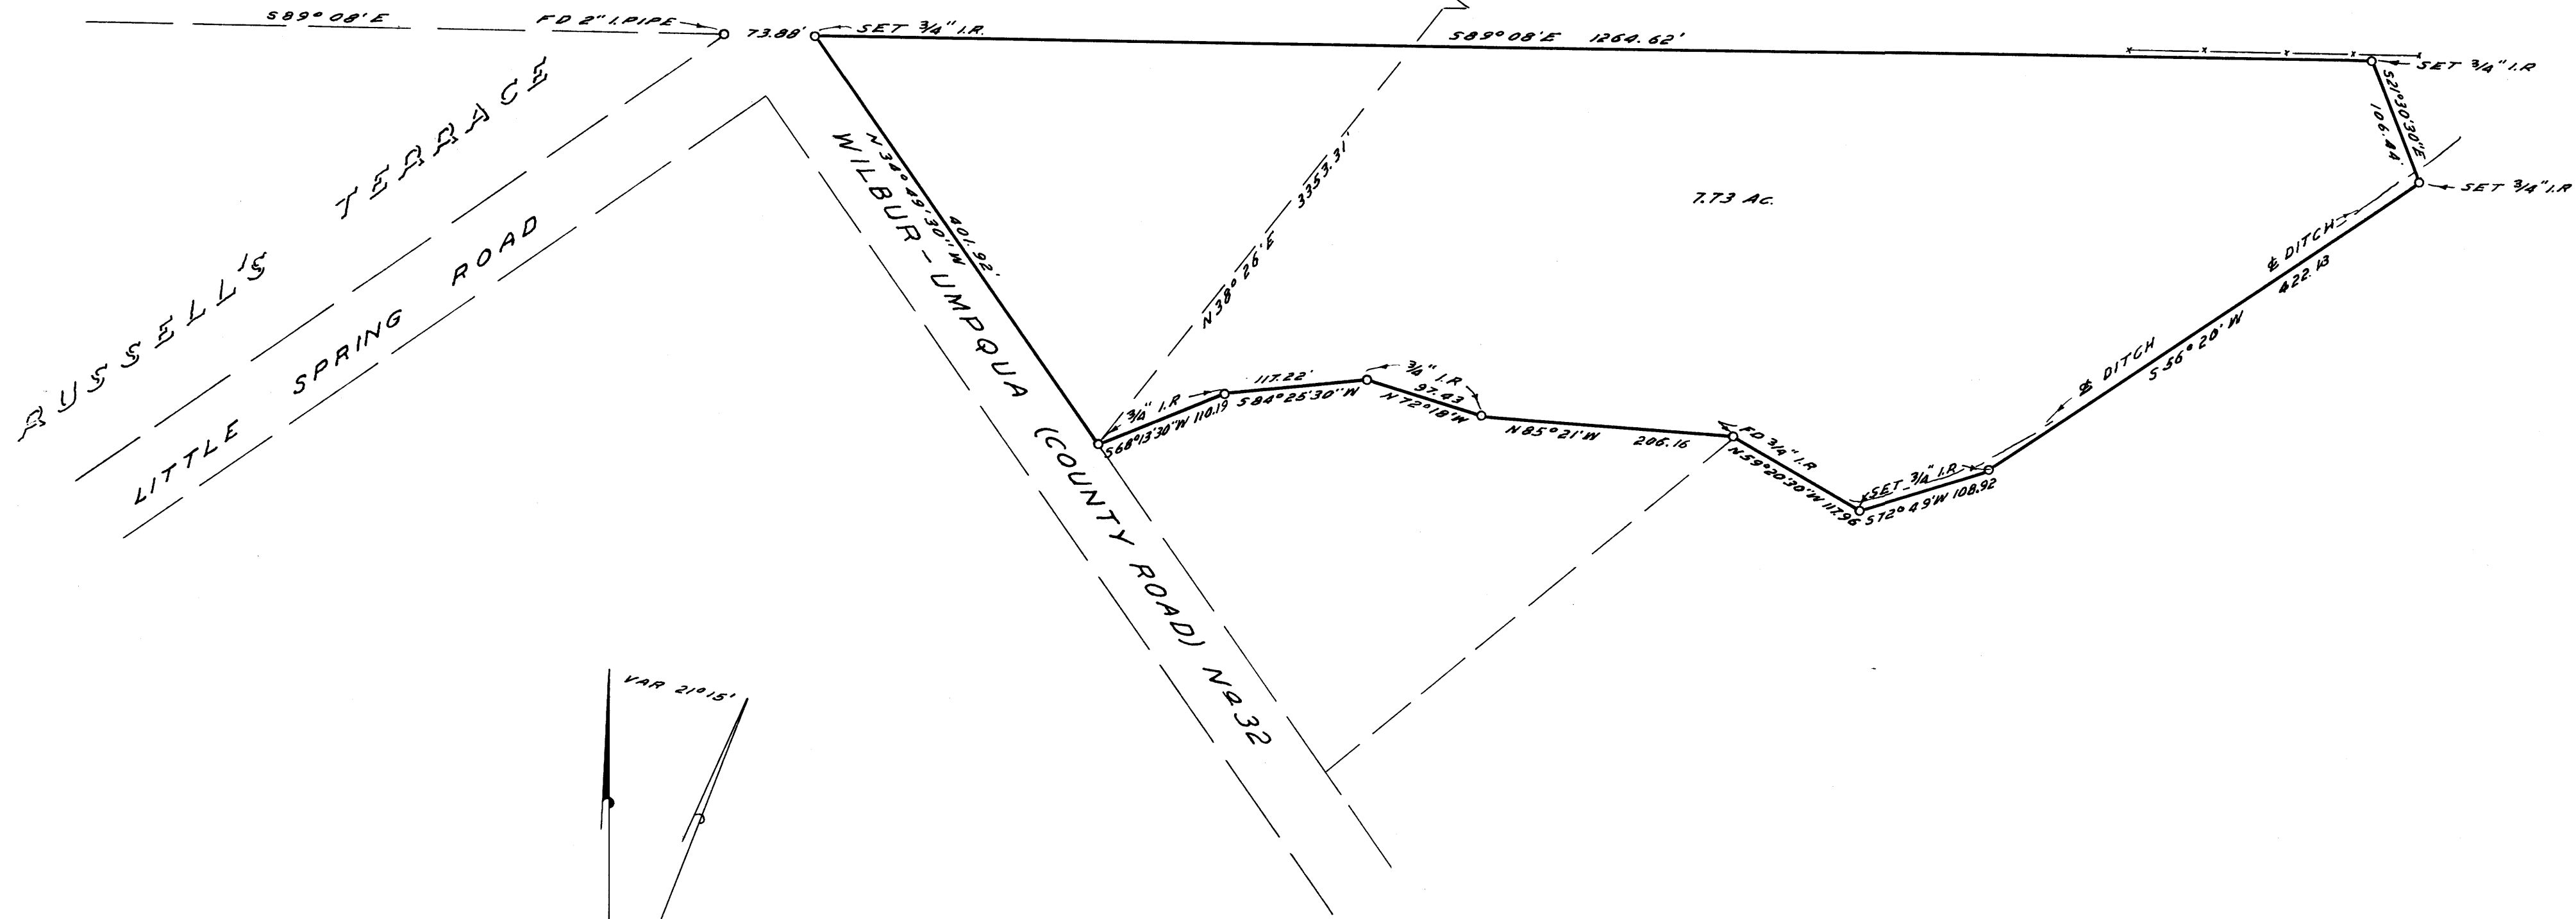 S89°08'E
FD 2" I.PIPE
73.88'
SET 3/4" I.R.
S89°08'E 1264.62'
SET 3/4" I.R
S21°30'30"E
106.44'
SET 3/4" I.R
RUSSELL'S TERRACE
LITTLE SPRING ROAD
N34°49'30"W
401.92'
WILBUR-UMPQUA (COUNTY ROAD) No 32
N38°26'E 3353.31'
7.73 AC.
℄ DITCH
422.13
S56°20'W
℄ DITCH
3/4" I.R
S68°13'30"W 110.19
117.22'
S84°25'30"W
3/4" I.R
97.43
N72°18'W
N85°21'W 206.16
FD 3/4" I.R
N59°20'30"W 117.96
SET 3/4" I.R
S72°49'W 108.92
VAR 21°15'